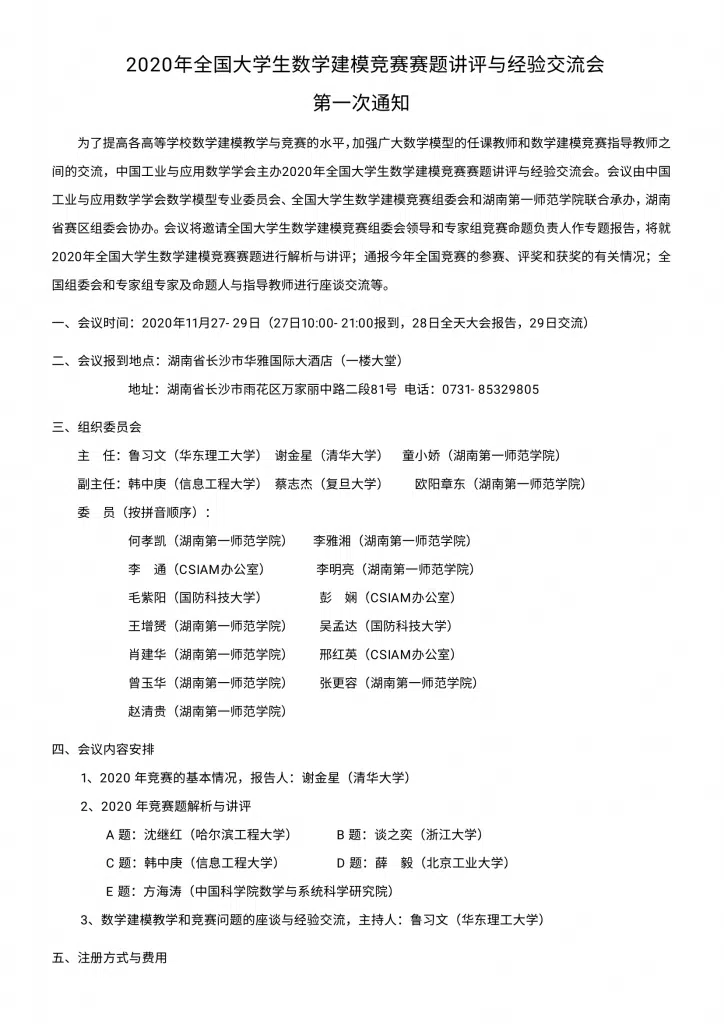 2020年全国大学生数学建模竞赛赛题讲评与经验交流会
第一次通知
为了提高各高等学校数学建模教学与竞赛的水平,加强广大数学模型的任课教师和数学建模竞赛指导教师之
间的交流，中国工业与应用数学学会主办2020年全国大学生数学建模竞赛赛题讲评与经验交流会。会议由中国
工业与应用数学学会数学模型专业委员会、全国大学生数学建模竞赛组委会和湖南第一师范学院联合承办，湖南
省赛区组委会协办。会议将邀请全国大学生数学建模竞赛组委会领导和专家组竞赛命题负责人作专题报告，将就
2020年全国大学生数学建模竞赛赛题进行解析与讲评；通报今年全国竞赛的参赛、评奖和获奖的有关情况；全
国组委会和专家组专家及命题人与指导教师进行座谈交流等。
一、会议时间：2020年11月27- 29日（27日10:00- 21:00报到，28日全天大会报告，29日交流）
二、会议报到地点：湖南省长沙市华雅国际大酒店（一楼大堂）
地址：湖南省长沙市雨花区万家丽中路二段81号 电话：0731- 85329805
三、组织委员会
主　任：鲁习文（华东理工大学） 谢金星（清华大学） 童小娇（湖南第一师范学院）
副主任：韩中庚（信息工程大学） 蔡志杰（复旦大学） 欧阳章东（湖南第一师范学院）
委　员（按拼音顺序）：
何孝凯（湖南第一师范学院） 李雅湘（湖南第一师范学院）
李　通（CSIAM办公室） 李明亮（湖南第一师范学院）
毛紫阳（国防科技大学） 彭　娴（CSIAM办公室）
王增赟（湖南第一师范学院） 吴孟达（国防科技大学）
肖建华（湖南第一师范学院） 邢红英（CSIAM办公室）
曾玉华（湖南第一师范学院） 张更容（湖南第一师范学院）
赵清贵（湖南第一师范学院）
四、会议内容安排
1、2020 年竞赛的基本情况，报告人：谢金星（清华大学）
2、2020 年竞赛题解析与讲评
A 题：沈继红（哈尔滨工程大学） B 题：谈之奕（浙江大学）
C 题：韩中庚（信息工程大学） D 题：薛　毅（北京工业大学）
E 题：方海涛（中国科学院数学与系统科学研究院）
3、数学建模教学和竞赛问题的座谈与经验交流，主持人：鲁习文（华东理工大学）
五、注册方式与费用